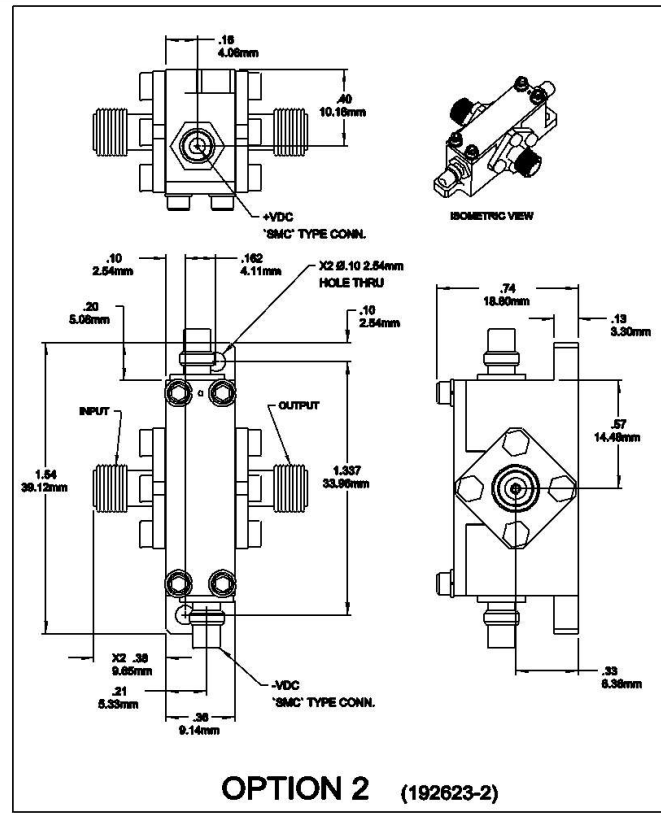 .16
4.06mm
.40
10.16mm
+VDC
'SMC' TYPE CONN.
ISOMETRIC VIEW
.10
2.54mm
.162
4.11mm
X2 Ø.10 2.54mm
HOLE THRU
.20
5.08mm
.10
2.54mm
.74
18.80mm
.13
3.30mm
INPUT
OUTPUT
.57
14.48mm
1.54
39.12mm
1.337
33.96mm
X2 .38
9.65mm
.21
5.33mm
.36
9.14mm
-VDC
'SMC' TYPE CONN.
.33
8.38mm
OPTION 2 (192623-2)